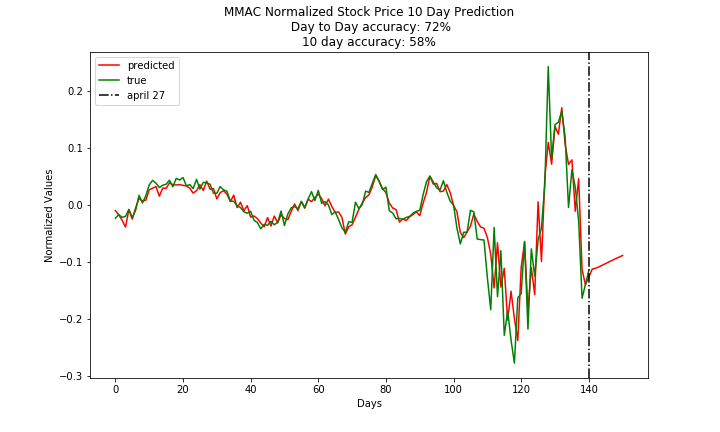 MMAC Normalized Stock Price 10 Day Prediction
Day to Day accuracy: 72%
10 day accuracy: 58%
predicted
true
april 27
Normalized Values
0.2
0.1
0.0
−0.1
−0.2
−0.3
0 20 40 60 80 100 120 140
Days